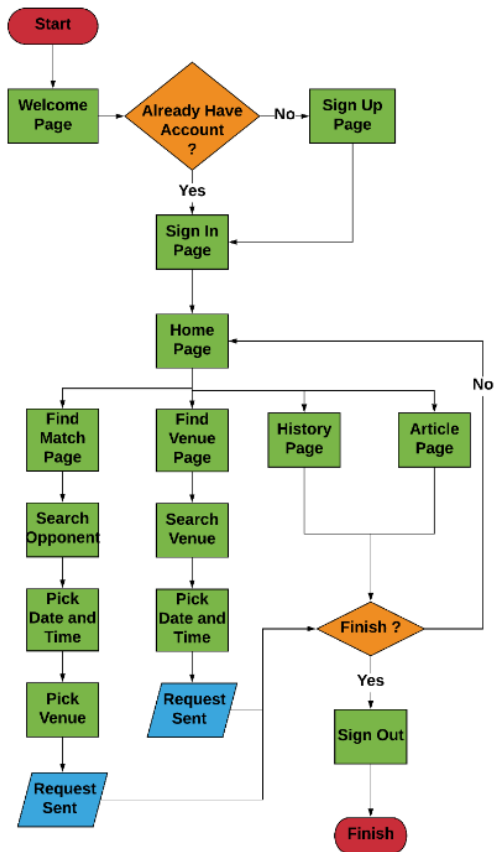 Start
Welcome
Page
Already Have
Account
?
No
Sign Up
Page
Yes
Sign In
Page
Home
Page
No
Find
Match
Page
Find
Venue
Page
History
Page
Article
Page
Search
Opponent
Search
Venue
Pick
Date and
Time
Pick
Date and
Time
Finish ?
Pick
Venue
Request
Sent
Yes
Sign Out
Request
Sent
Finish